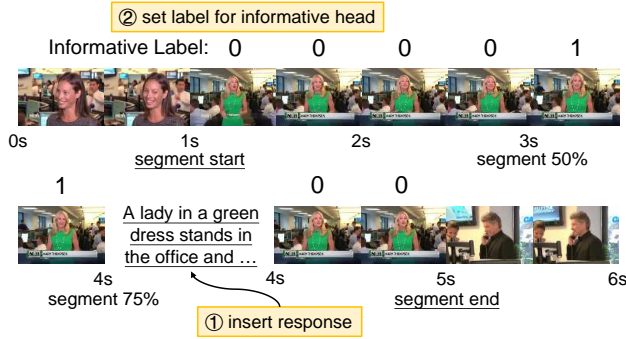 ② set label for informative head
Informative Label: 0 0 0 0 1
0s 1s 2s 3s
segment start segment 50%
1 0 0
A lady in a green
dress stands in
the office and …
4s 4s 5s 6s
segment 75% segment end
① insert response